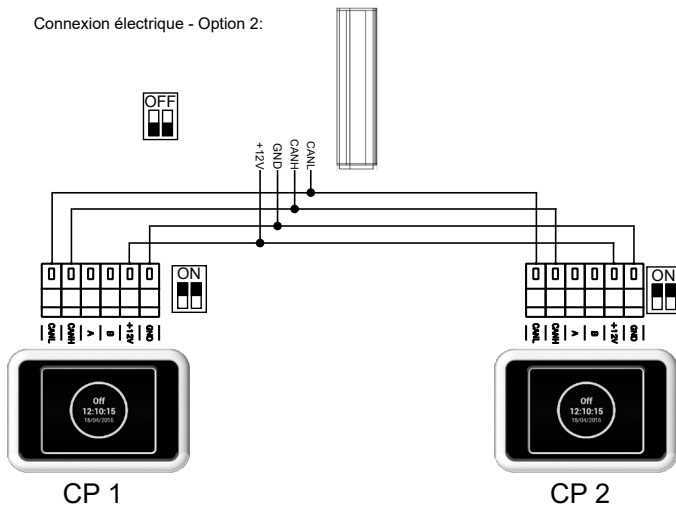 Connexion électrique - Option 2:
OFF
+12V
GND
CANH
CANL
ON
ON
CANL
CANH
A
B
+12V
GND
CANL
CANH
A
B
+12V
GND
Off
12:10:15
18/04/2016
Off
12:10:15
18/04/2016
CP 1
CP 2